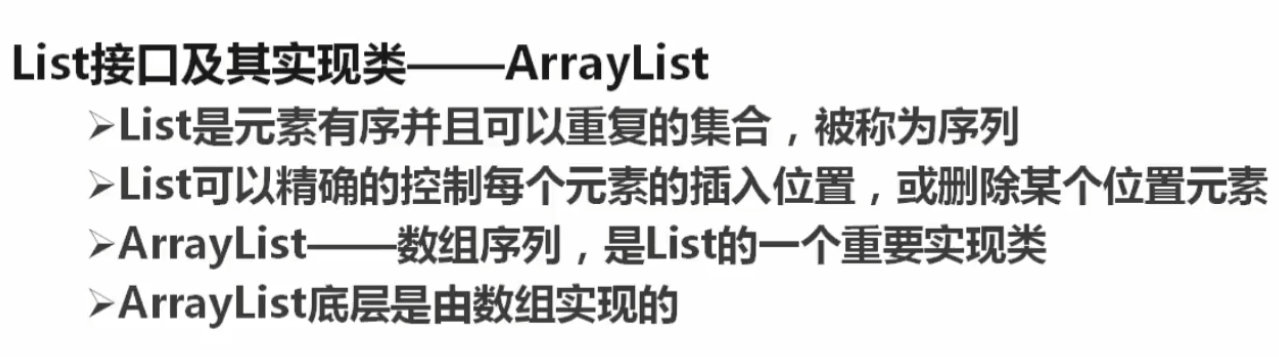 List接口及其实现类——ArrayList
➢List是元素有序并且可以重复的集合，被称为序列
➢List可以精确的控制每个元素的插入位置，或删除某个位置元素
➢ArrayList——数组序列，是List的一个重要实现类
➢ArrayList底层是由数组实现的